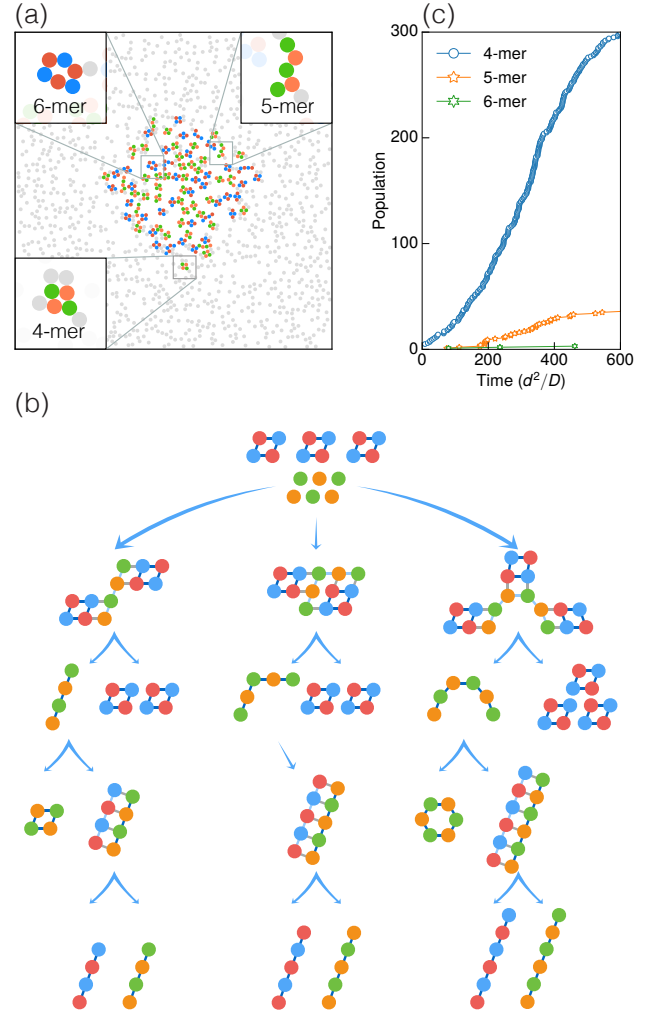 (a)
6-mer
5-mer
4-mer
(c)
Population
300
200
100
0
4-mer
5-mer
6-mer
0
200
400
600
Time (d²/D)
(b)